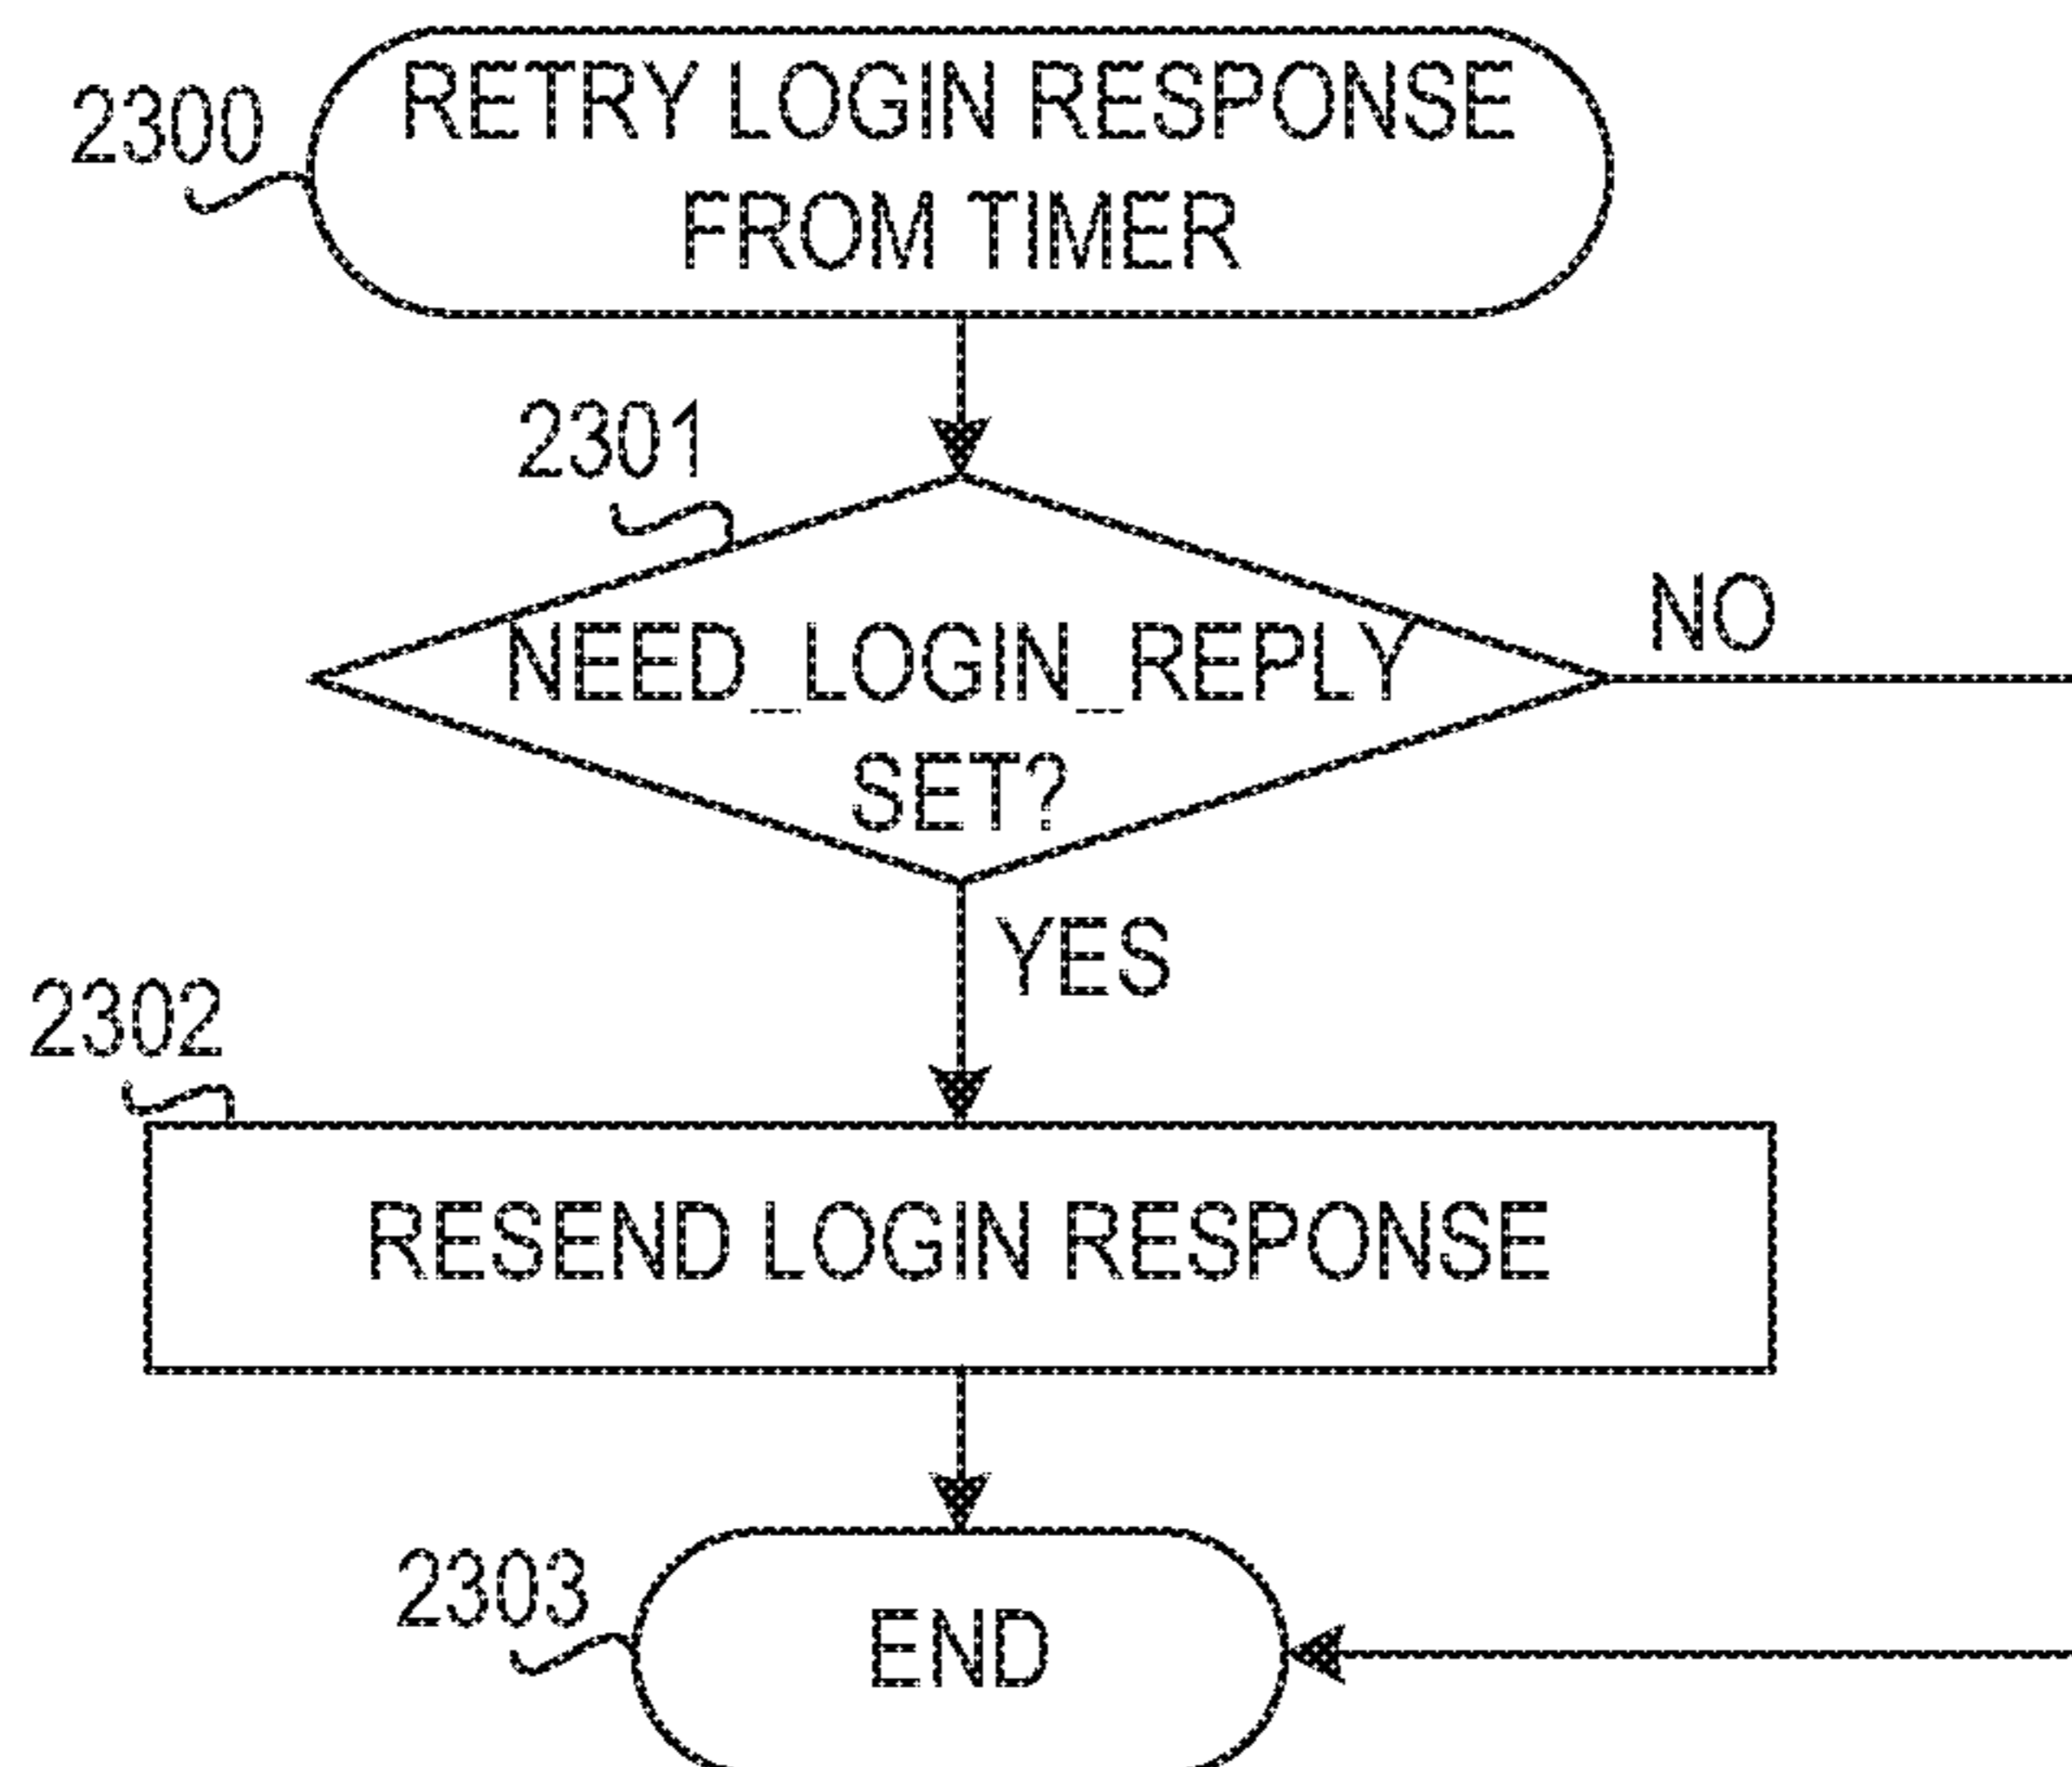 2300
RETRY LOGIN RESPONSE
FROM TIMER
2301
NEED_LOGIN_REPLY
SET?
NO
YES
2302
RESEND LOGIN RESPONSE
2303
END